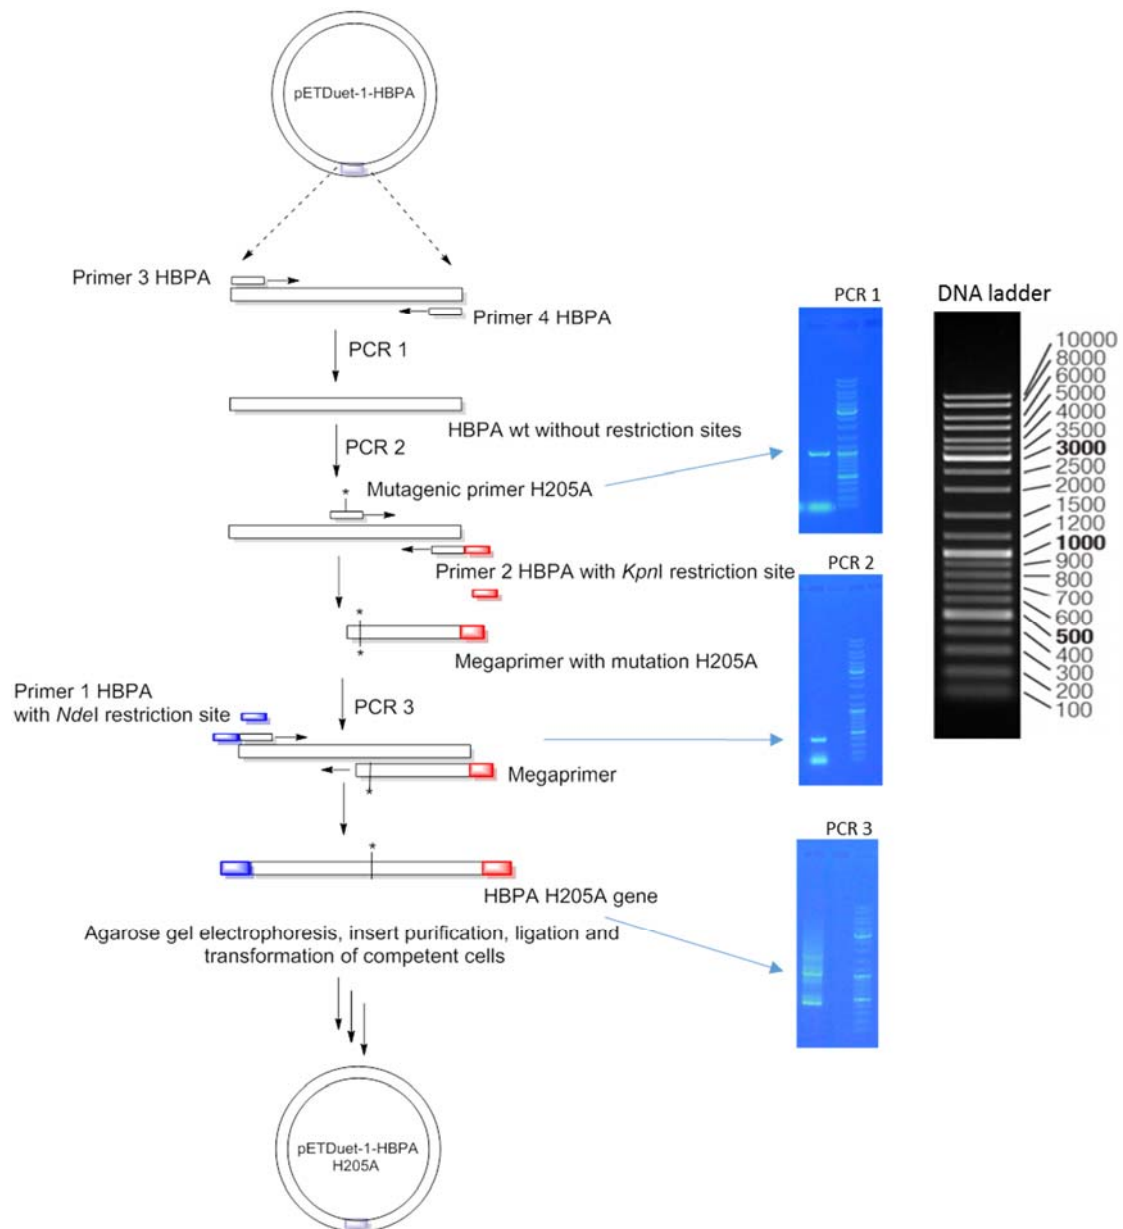 pETDuet-1-HBPA
Primer 3 HBPA
Primer 4 HBPA
PCR 1
HBPA wt without restriction sites
PCR 2
*
Mutagenic primer H205A
Primer 2 HBPA with KpnI restriction site
*
*
Megaprimer with mutation H205A
Primer 1 HBPA
with NdeI restriction site
PCR 3
Megaprimer
*
*
HBPA H205A gene
Agarose gel electrophoresis, insert purification, ligation and
transformation of competent cells
pETDuet-1-HBPA
H205A
PCR 1
PCR 2
PCR 3
DNA ladder
10000
8000
6000
5000
4000
3500
3000
2500
2000
1500
1200
1000
900
800
700
600
500
400
300
200
100